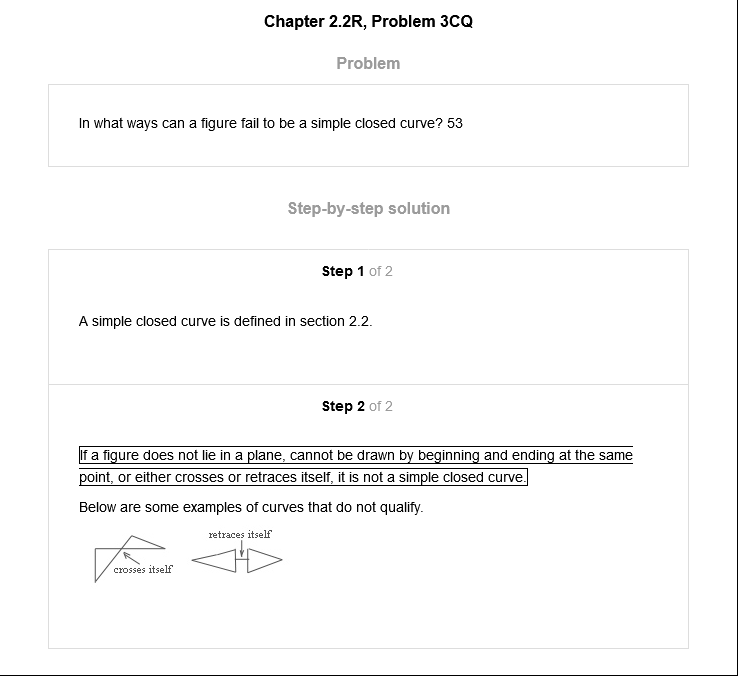 Chapter 2.2R, Problem 3CQ
Problem
In what ways can a figure fail to be a simple closed curve? 53
Step-by-step solution
Step 1 of 2
A simple closed curve is defined in section 2.2.
Step 2 of 2
If a figure does not lie in a plane, cannot be drawn by beginning and ending at the same
point, or either crosses or retraces itself, it is not a simple closed curve.
Below are some examples of curves that do not qualify.
retraces itself
crosses itself